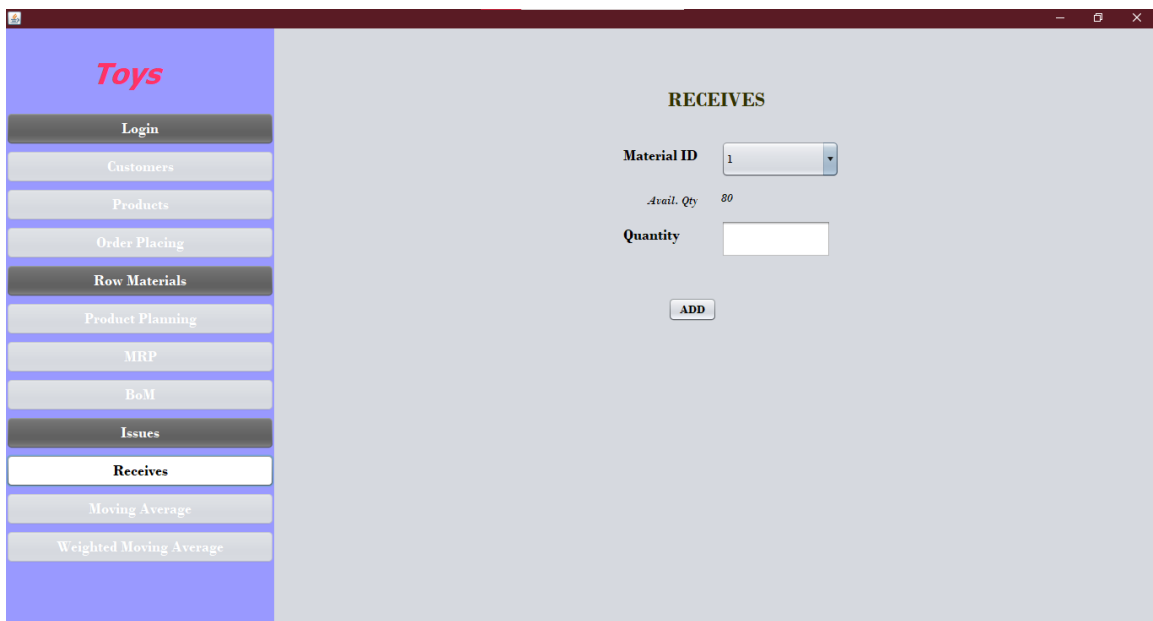 Toys
Login
Customers
Products
Order Placing
Row Materials
Product Planning
MRP
BoM
Issues
Receives
Moving Average
Weighted Moving Average
RECEIVES
Material ID 1
Avail. Qty 80
Quantity
ADD